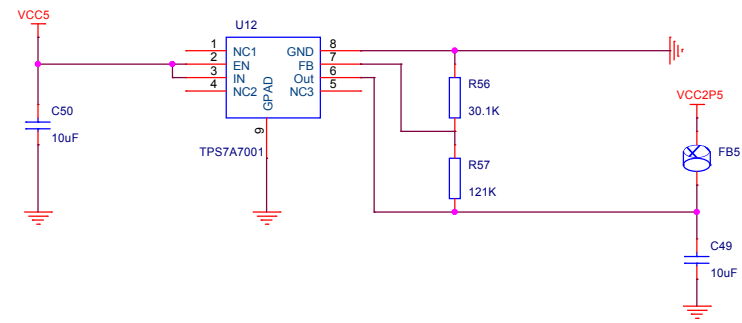 VCC5
U12
1 NC1 GND 8
2 EN FB 7
3 IN Out 6
4 NC2 NC3 5
GPAD
9
TPS7A7001
C50
10uF
R56
30.1K
R57
121K
VCC2P5
FB5
C49
10uF